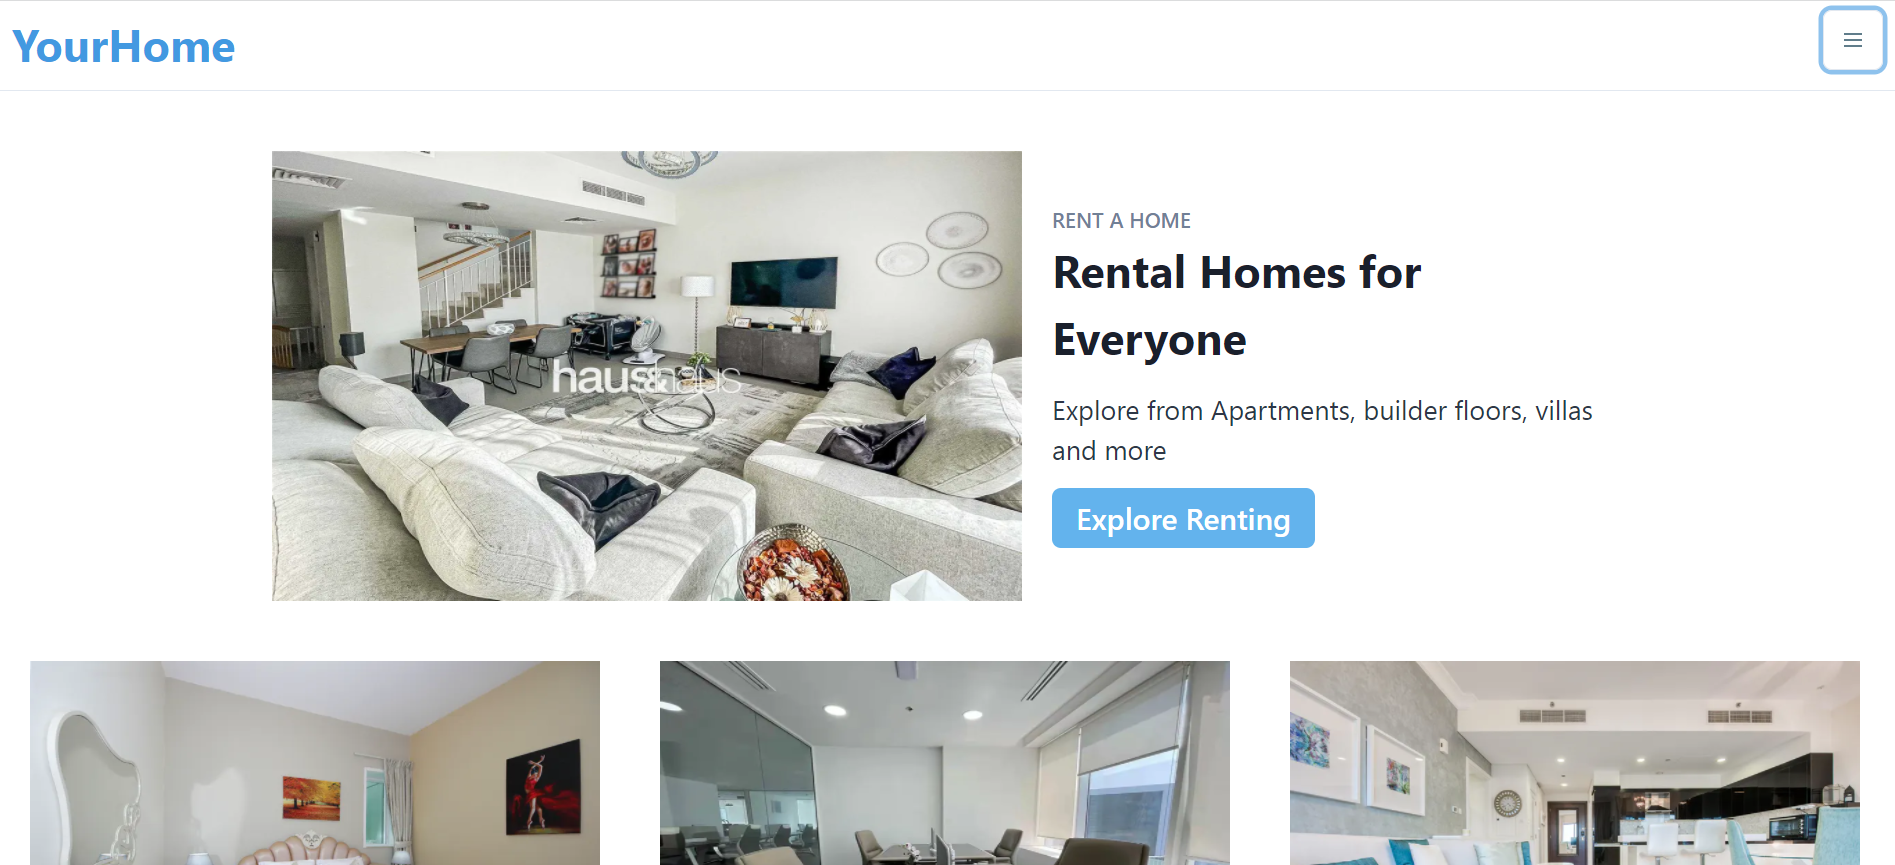 YourHome
RENT A HOME
Rental Homes for
Everyone
Explore from Apartments, builder floors, villas
and more
Explore Renting
haus&haus